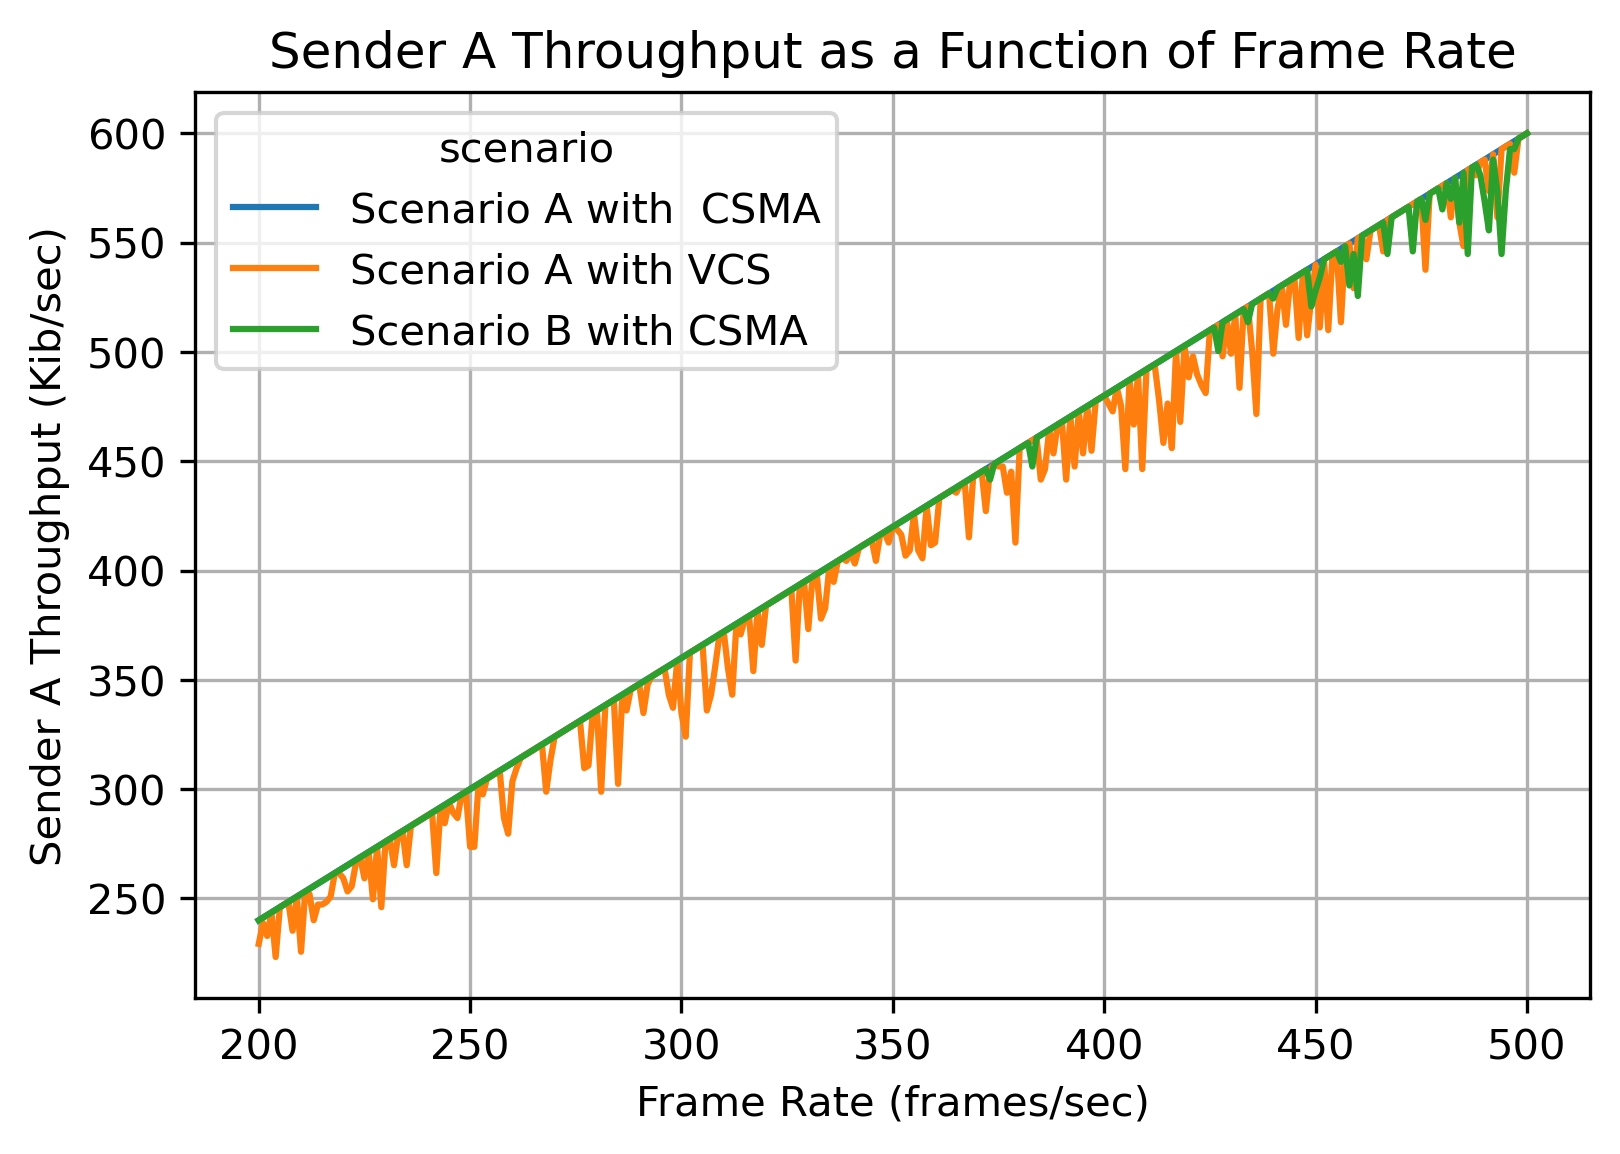 Sender A Throughput as a Function of Frame Rate
scenario
Scenario A with  CSMA
Scenario A with VCS
Scenario B with CSMA
Sender A Throughput (Kib/sec)
600
550
500
450
400
350
300
250
200 250 300 350 400 450 500
Frame Rate (frames/sec)